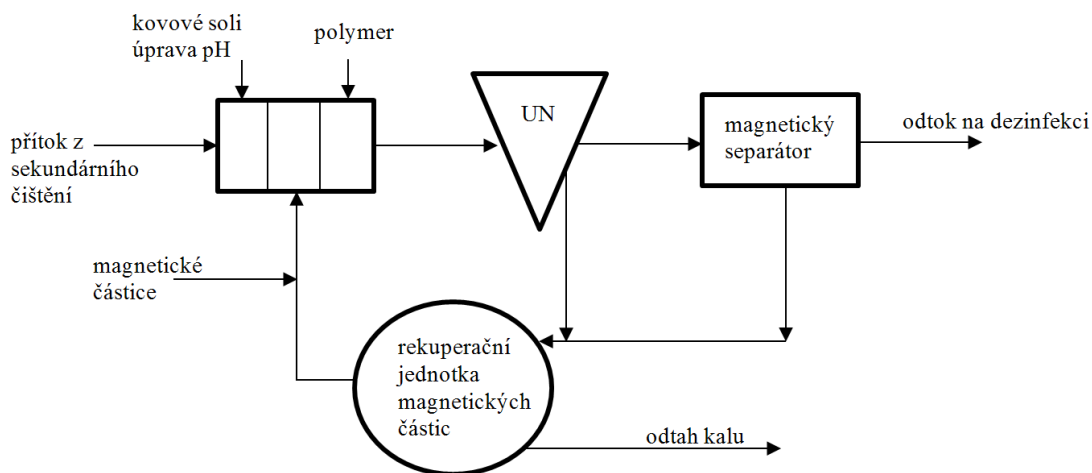 kovové soli
úprava pH
polymer
UN
magnetický
separátor
odtok na dezinfekci
přítok z
sekundárního
čištění
magnetické
částice
rekuperační
jednotka
magnetických
částic
odtah kalu